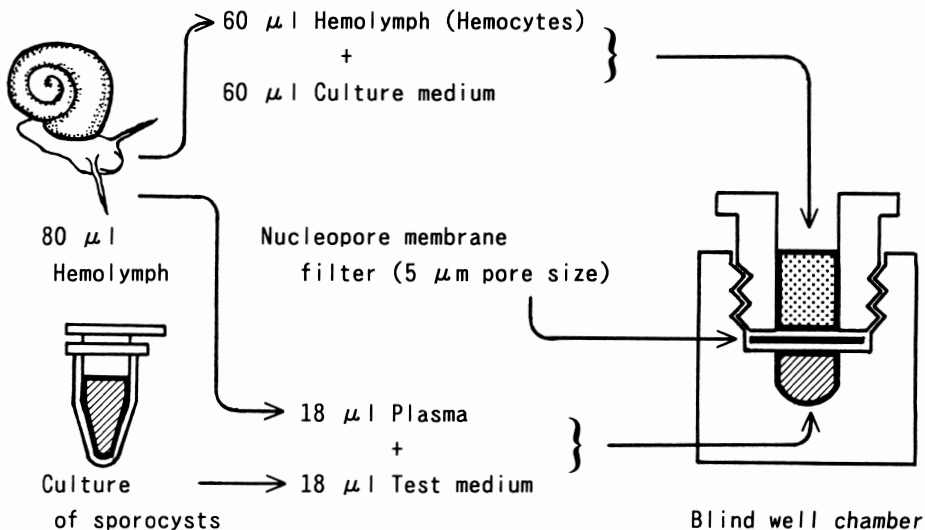 60 μl Hemolymph (Hemocytes)
+
60 μl Culture medium
}
80 μl
Hemolymph
Nucleopore membrane
filter (5 μm pore size)
18 μl Plasma
+
18 μl Test medium
}
Culture
of sporocysts
Blind well chamber